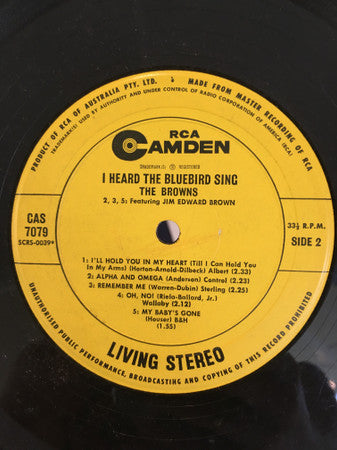 PRODUCT OF RCA OF AUSTRALIA PTY. LTD. • MADE FROM MASTER RECORDING OF RCA
TRADEMARK(S) USED BY AUTHORITY AND UNDER CONTROL OF RADIO CORPORATION OF AMERICA (RCA)
RCA
CAMDEN
TRADEMARK(S) ® REGISTERED
I HEARD THE BLUEBIRD SING
THE BROWNS
2, 3, 5: Featuring JIM EDWARD BROWN
CAS
7079
SCRS-0039*
33⅓ R.P.M.
SIDE 2
1: I'LL HOLD YOU IN MY HEART (Till I Can Hold You
In My Arms) (Horton-Arnold-Dilbeck) Albert (2.33)
2: ALPHA AND OMEGA (Anderson) Control (2.23)
3: REMEMBER ME (Warren-Dubin) Sterling (2.25)
4: OH, NO! (Rielo-Ballard, Jr.)
Wallaby (2.12)
5: MY BABY'S GONE
(Houser) B&H
(1.55)
LIVING STEREO
UNAUTHORISED PUBLIC PERFORMANCE, BROADCASTING AND COPYING OF THIS RECORD PROHIBITED